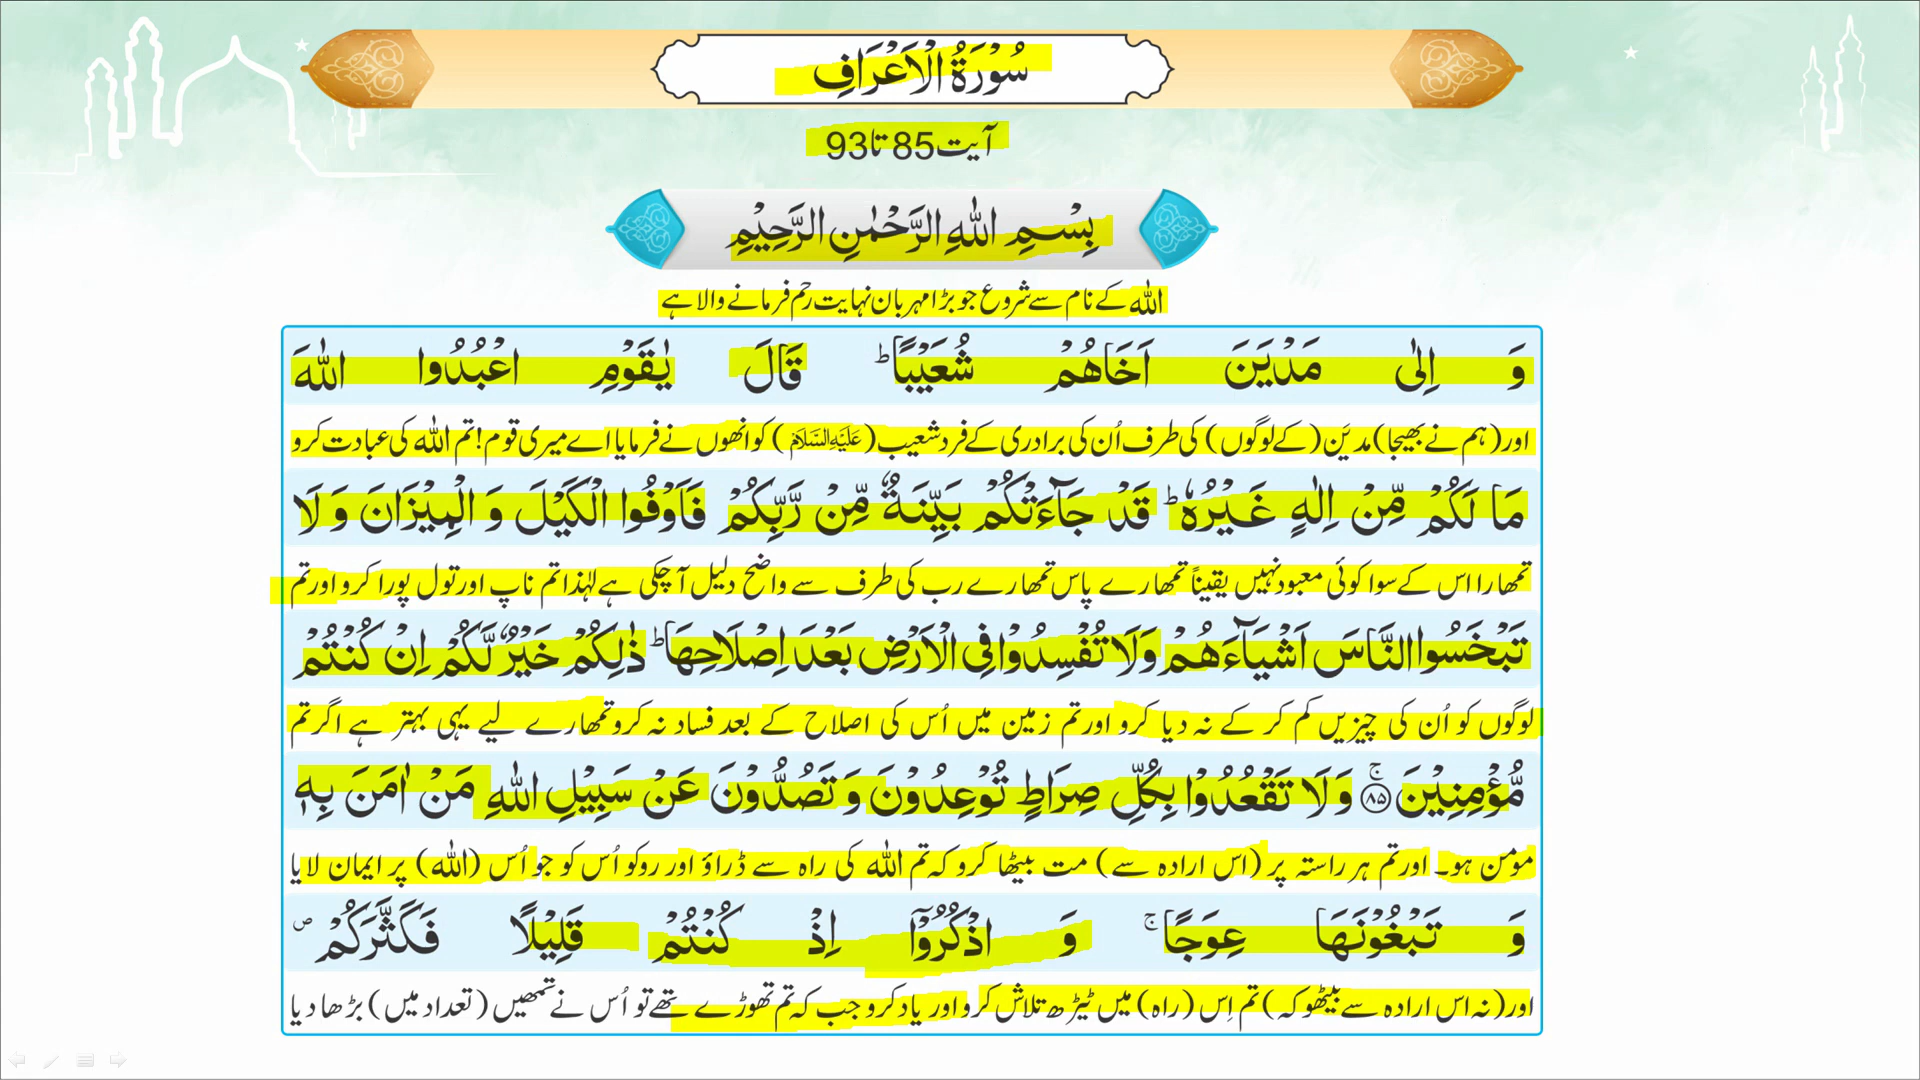 سُوْرَةُ الْاَعْرَافِ
آیت 85 تا 93
بِسْمِ اللّٰهِ الرَّحْمٰنِ الرَّحِيْمِ
اللہ کے نام سے شروع جو بڑا مہربان نہایت رحم فرمانے والا ہے
وَ اِلٰى مَدْيَنَ اَخَاهُمْ شُعَيْبًا ؕ قَالَ يٰقَوْمِ اعْبُدُوا اللّٰهَ
اور (ہم نے بھیجا) مدیَن (کے لوگوں) کی طرف اُن کی برادری کے فرد شعیب (عَلَیْہِ السَّلَام) کو انھوں نے فرمایا اے میری قوم! تم اللہ کی عبادت کرو
مَا لَكُمْ مِّنْ اِلٰهٍ غَيْرُهٗ ؕ قَدْ جَآءَتْكُمْ بَيِّنَةٌ مِّنْ رَّبِّكُمْ فَاَوْفُوا الْكَيْلَ وَ الْمِيْزَانَ وَ لَا
تمھارا اس کے سوا کوئی معبود نہیں یقیناً تمھارے پاس تمھارے رب کی طرف سے واضح دلیل آ چکی ہے لہٰذا تم ناپ اور تول پورا کرو اور تم
تَبْخَسُوا النَّاسَ اَشْيَآءَهُمْ وَلَا تُفْسِدُوْا فِى الْاَرْضِ بَعْدَ اِصْلَاحِهَا ؕ ذٰلِكُمْ خَيْرٌ لَّكُمْ اِنْ كُنْتُمْ
لوگوں کو اُن کی چیزیں کم کر کے نہ دیا کرو اور تم زمین میں اُس کی اصلاح کے بعد فساد نہ کرو تمھارے لیے یہی بہتر ہے اگر تم
مُّؤْمِنِيْنَ ۚ﴿۸۵﴾ وَلَا تَقْعُدُوْا بِكُلِّ صِرَاطٍ تُوْعِدُوْنَ وَ تَصُدُّوْنَ عَنْ سَبِيْلِ اللّٰهِ مَنْ اٰمَنَ بِهٖ
مومن ہو۔ اور تم ہر راستہ پر (اس ارادہ سے) مت بیٹھا کرو کہ تم اللہ کی راہ سے ڈراؤ اور روکو اُس کو جو اُس (اللہ) پر ایمان لایا
وَ تَبْغُوْنَهَا عِوَجًا ۚ وَ اذْكُرُوْۤا اِذْ كُنْتُمْ قَلِيْلًا فَكَثَّرَكُمْ ۪
اور (نہ اس ارادہ سے بیٹھو کہ) تم اِس (راہ) میں ٹیڑھ تلاش کرو اور یاد کرو جب کہ تم تھوڑے تھے تو اُس نے تمھیں (تعداد میں) بڑھا دیا